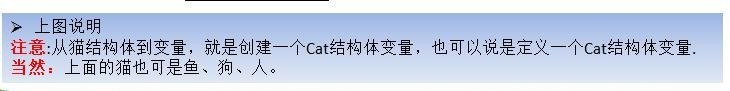 ➢ 上图说明
注意:从猫结构体到变量，就是创建一个Cat结构体变量，也可以说是定义一个Cat结构体变量.
当然：上面的猫也可是鱼、狗、人。